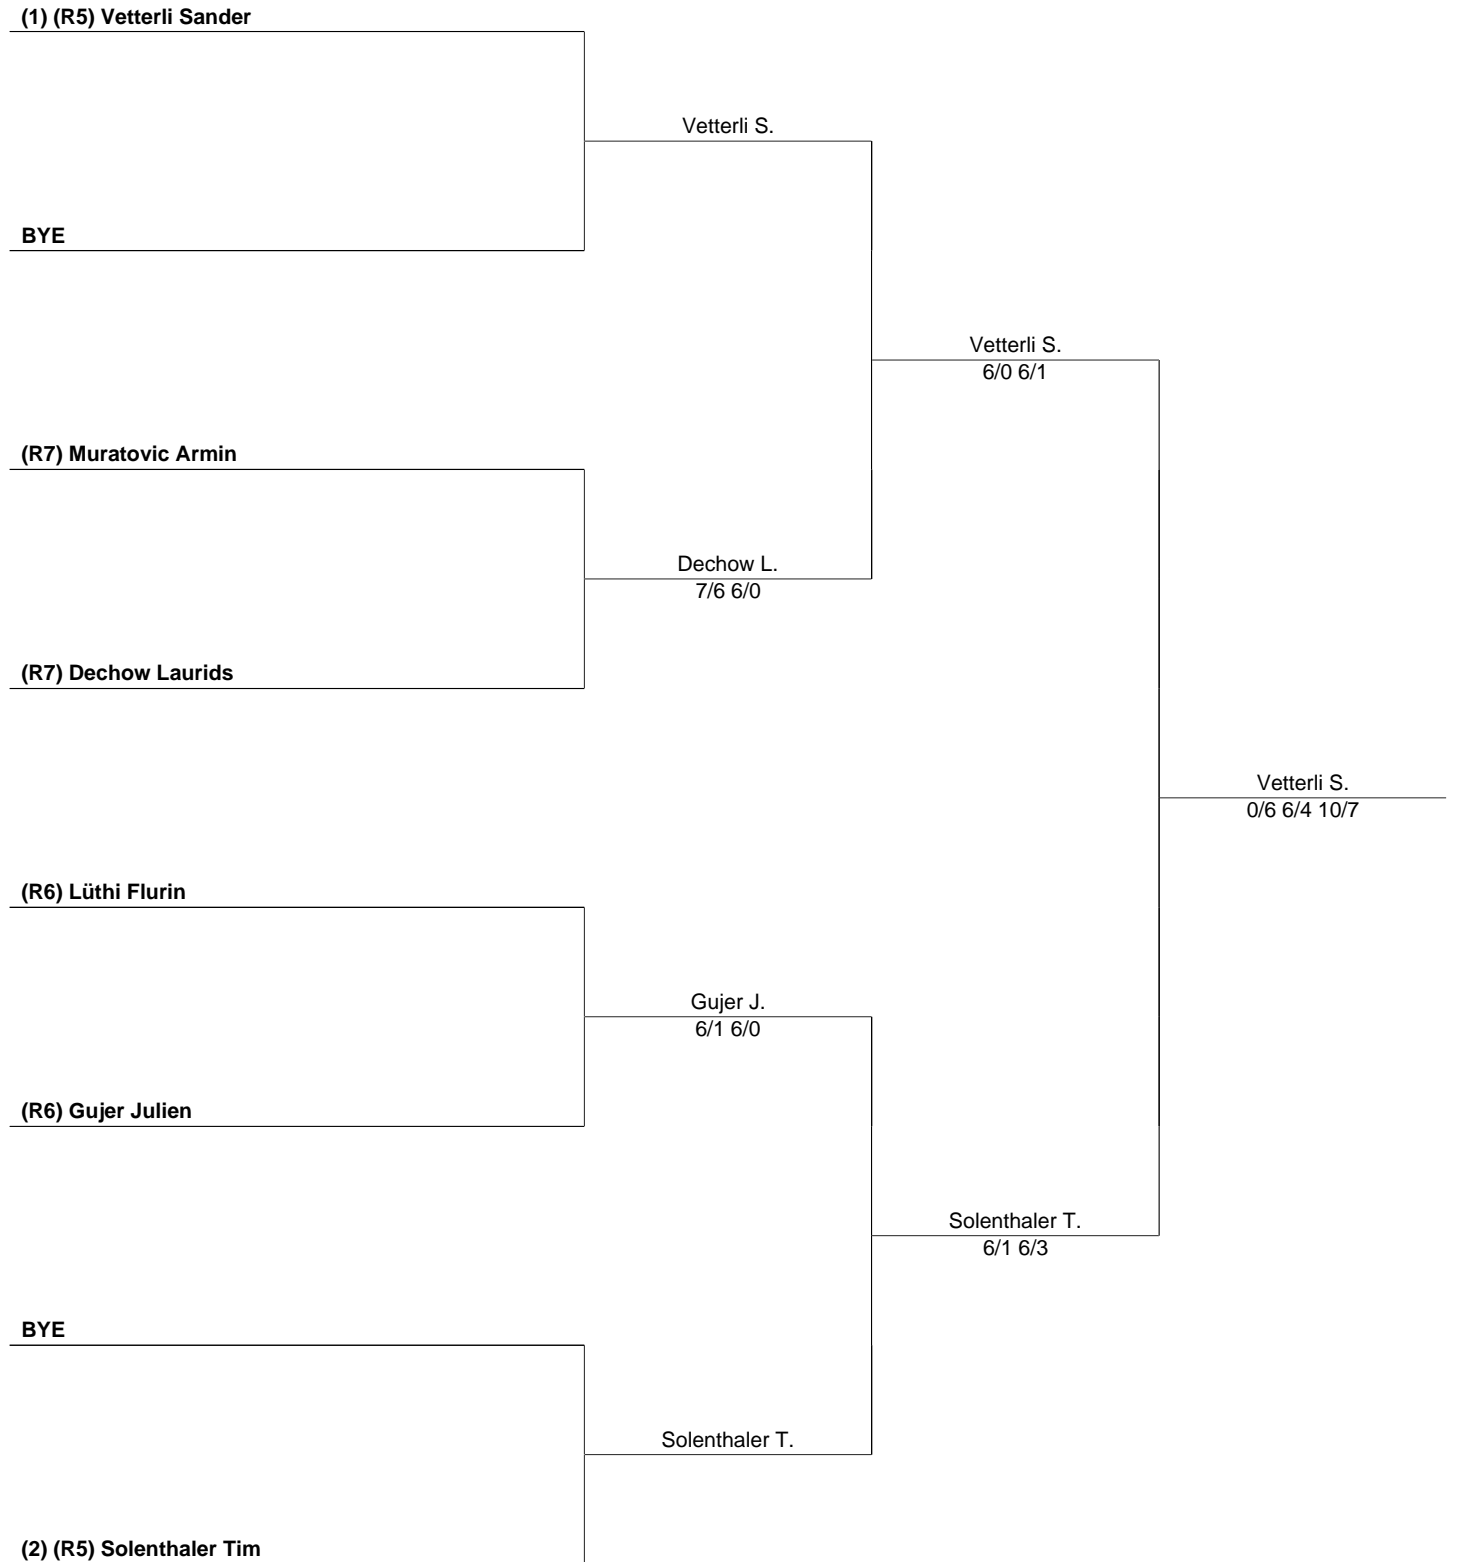 (1) (R5) Vetterli Sander
Vetterli S.
BYE
Vetterli S.
6/0 6/1
(R7) Muratovic Armin
Dechow L.
7/6 6/0
(R7) Dechow Laurids
Vetterli S.
0/6 6/4 10/7
(R6) Lüthi Flurin
Gujer J.
6/1 6/0
(R6) Gujer Julien
Solenthaler T.
6/1 6/3
BYE
Solenthaler T.
(2) (R5) Solenthaler Tim